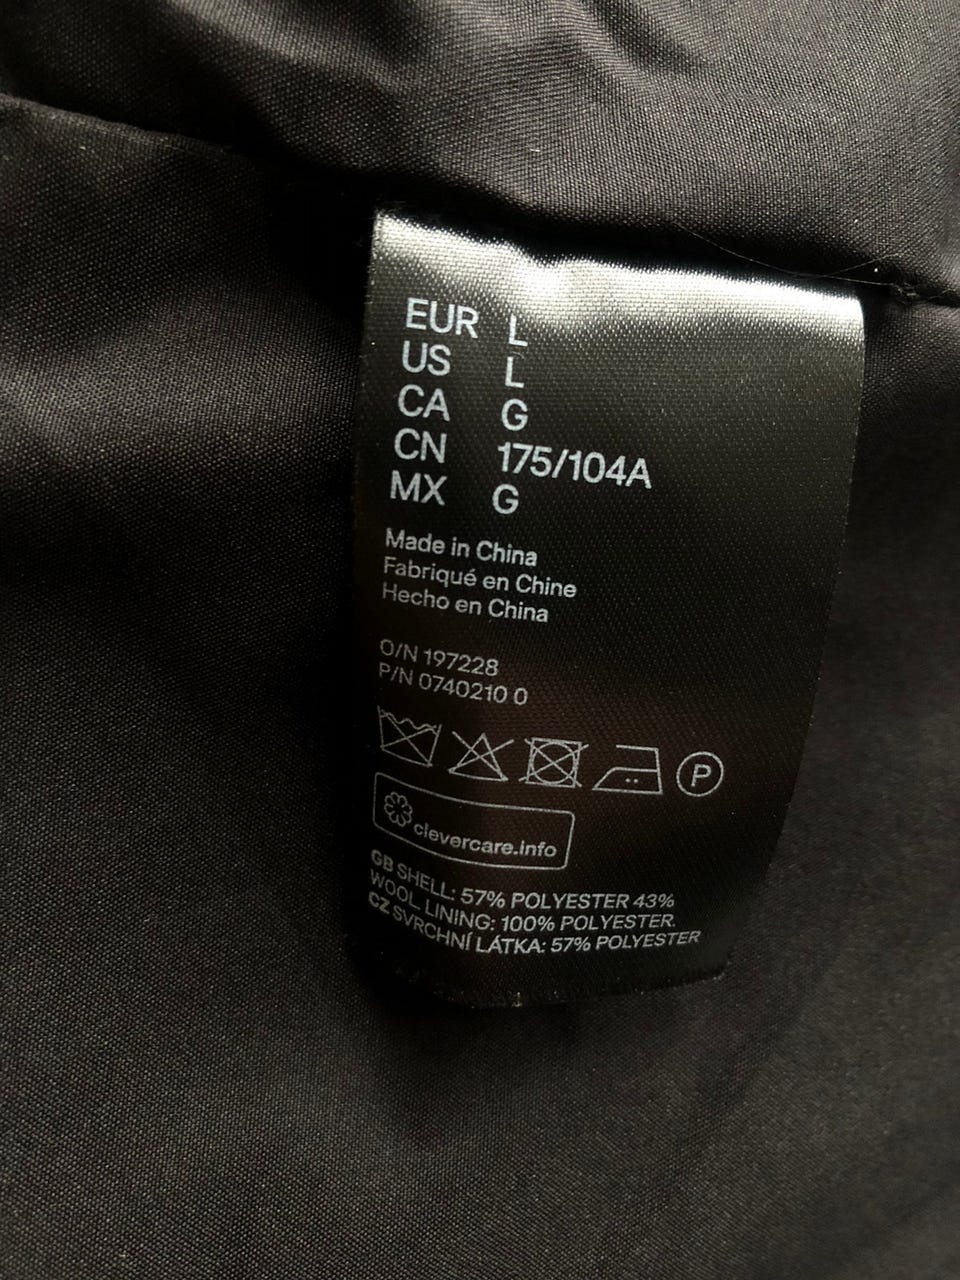 EUR L
US L
CA G
CN 175/104A
MX G
Made in China
Fabriqué en Chine
Hecho en China
O/N 197228
P/N 0740210 0
P
clevercare.info
GB SHELL: 57% POLYESTER 43%
WOOL. LINING: 100% POLYESTER.
CZ SVRCHNÍ LÁTKA: 57% POLYESTER